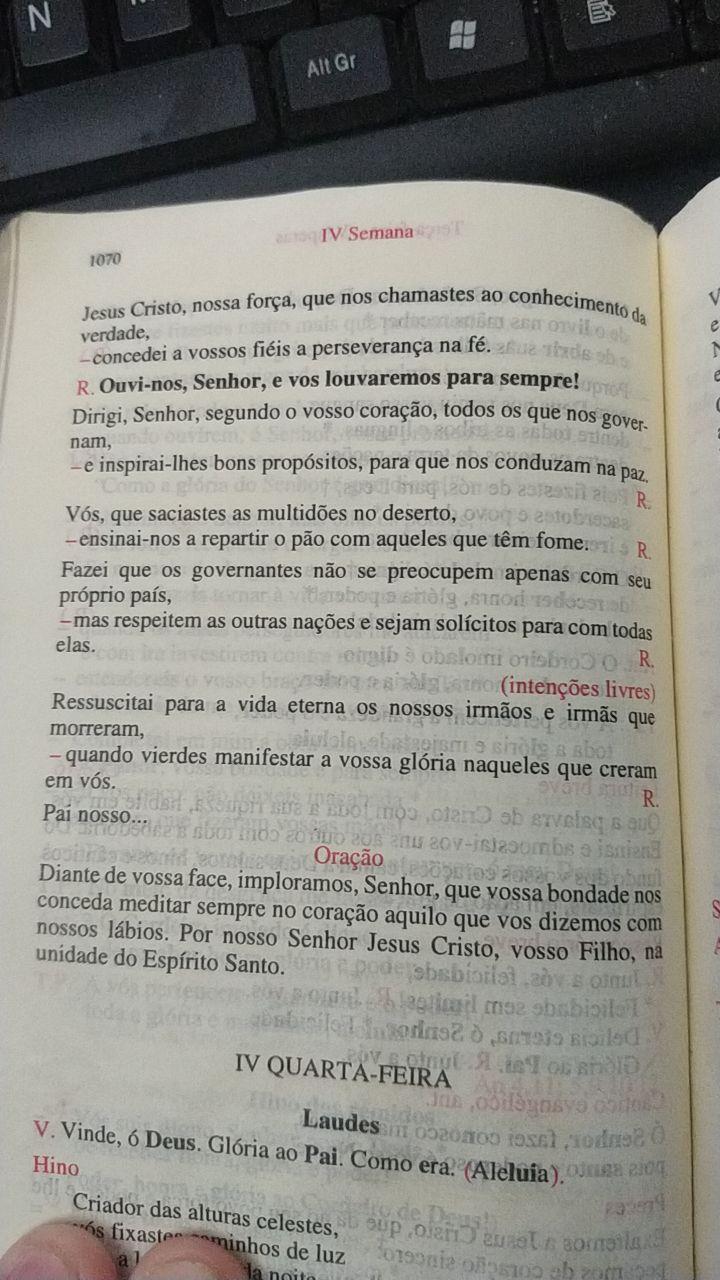 N
Alt Gr
IV Semana
1070
Jesus Cristo, nossa força, que nos chamastes ao conhecimento da
verdade,
–concedei a vossos fiéis a perseverança na fé.
R. Ouvi-nos, Senhor, e vos louvaremos para sempre!
Dirigi, Senhor, segundo o vosso coração, todos os que nos gover-
nam,
–e inspirai-lhes bons propósitos, para que nos conduzam na paz.
R.
Vós, que saciastes as multidões no deserto,
–ensinai-nos a repartir o pão com aqueles que têm fome. R.
Fazei que os governantes não se preocupem apenas com seu
próprio país,
–mas respeitem as outras nações e sejam solícitos para com todas
elas. R.
(intenções livres)
Ressuscitai para a vida eterna os nossos irmãos e irmãs que
morreram,
–quando vierdes manifestar a vossa glória naqueles que creram
em vós. R.
Pai nosso...
Oração
Diante de vossa face, imploramos, Senhor, que vossa bondade nos
conceda meditar sempre no coração aquilo que vos dizemos com
nossos lábios. Por nosso Senhor Jesus Cristo, vosso Filho, na
unidade do Espírito Santo.
IV QUARTA-FEIRA
Laudes
V. Vinde, ó Deus. Glória ao Pai. Como era. (Aleluia).
Hino
Criador das alturas celestes,
vós fixastes caminhos de luz
noite